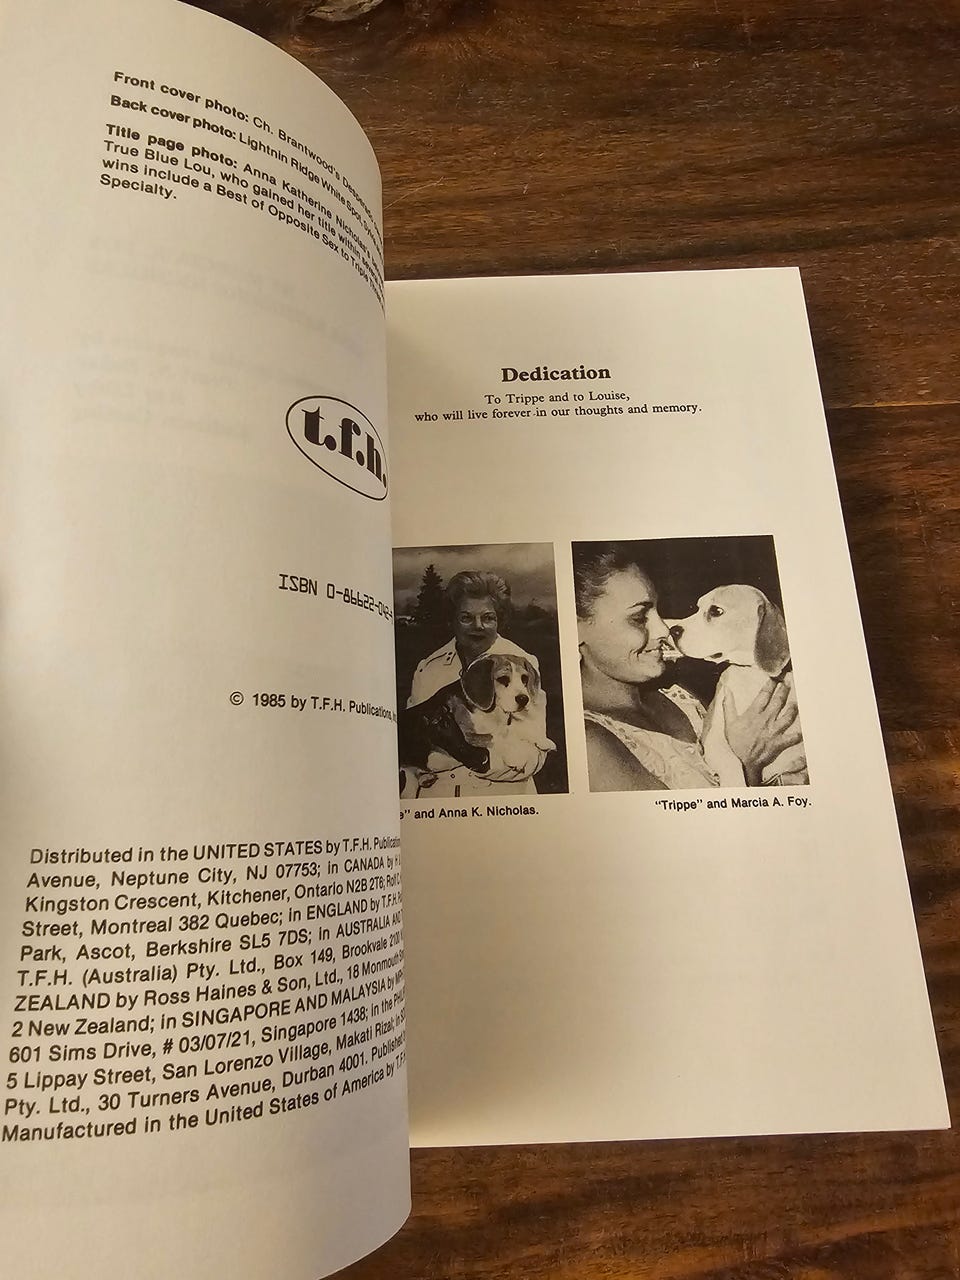 Front cover photo: Ch. Brantwood's Desperado
Back cover photo: Lightnin Ridge White Spot,
Title page photo: Anna Katherine Nicholas's
True Blue Lou, who gained her title within
wins include a Best of Opposite Sex to Triple
Specialty.
t.f.h.
ISBN 0-86622-042-
© 1985 by T.F.H. Publications,
Distributed in the UNITED STATES by T.F.H.
Avenue, Neptune City, NJ 07753; in CANADA by H
Kingston Crescent, Kitchener, Ontario N2B 2T6;
Street, Montreal 382 Quebec; in ENGLAND by T.F.H.
Park, Ascot, Berkshire SL5 7DS; in AUSTRALIA AND
T.F.H. (Australia) Pty. Ltd., Box 149, Brookvale 2100
ZEALAND by Ross Haines & Son, Ltd., 18 Monmouth
2 New Zealand; in SINGAPORE AND MALAYSIA by
601 Sims Drive, # 03/07/21, Singapore 1438; in the
5 Lippay Street, San Lorenzo Village, Makati Rizal; in
Pty. Ltd., 30 Turners Avenue, Durban 4001. Published
Manufactured in the United States of America by T.F.
Dedication
To Trippe and to Louise,
who will live forever in our thoughts and memory.
e" and Anna K. Nicholas.
"Trippe" and Marcia A. Foy.